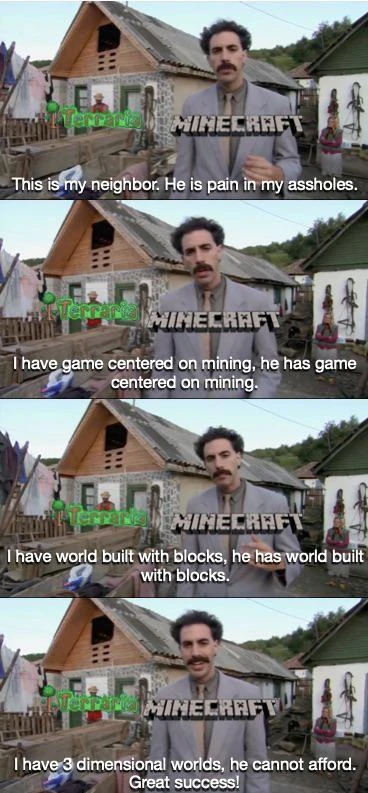 Terraria
MINECRAFT
This is my neighbor. He is pain in my assholes.
Terraria
MINECRAFT
I have game centered on mining, he has game
centered on mining.
Terraria
MINECRAFT
I have world built with blocks, he has world built
with blocks.
Terraria
MINECRAFT
I have 3 dimensional worlds, he cannot afford.
Great success!